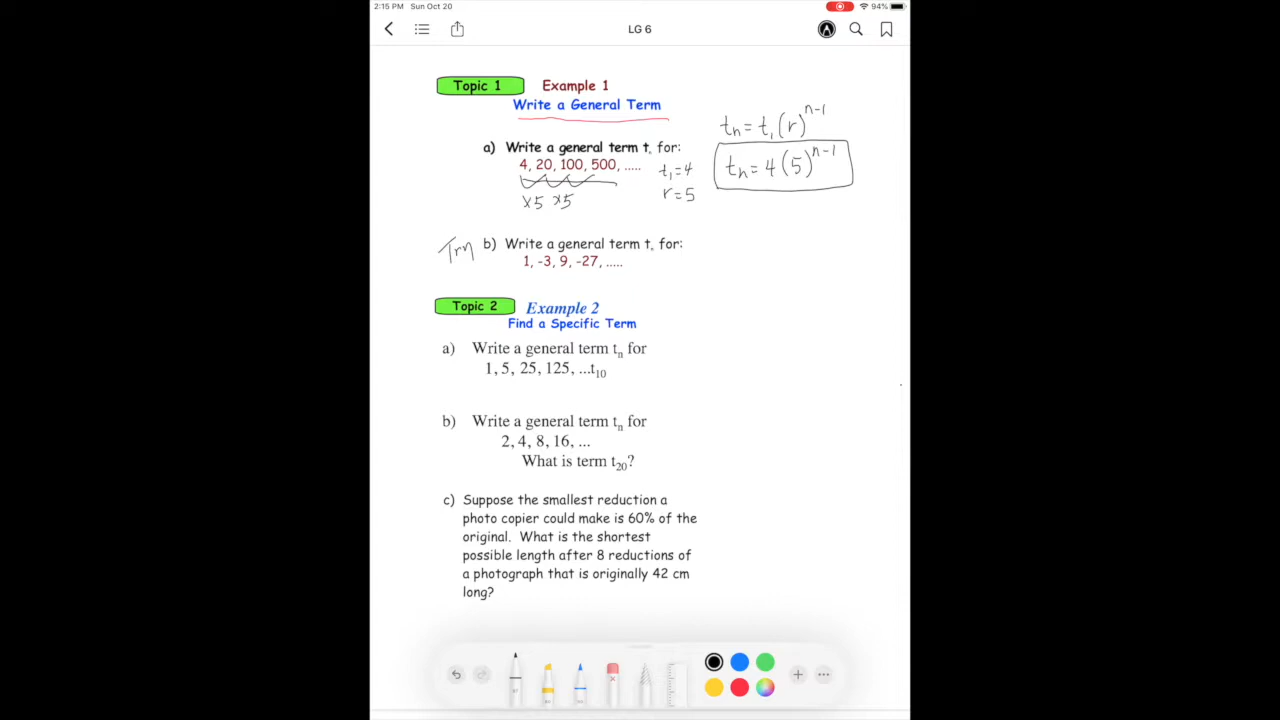 2:15 PM Sun Oct 20
94%
LG 6
Topic 1 Example 1
Write a General Term
tn = t1(r)^n-1
a) Write a general term tn for:
4, 20, 100, 500, .....
t1 = 4
tn = 4(5)^n-1
r = 5
x5 x5
b) Write a general term tn for:
1, -3, 9, -27, .....
Topic 2 Example 2
Find a Specific Term
a) Write a general term tn for
1, 5, 25, 125, ...t10
b) Write a general term tn for
2, 4, 8, 16, ...
What is term t20?
c) Suppose the smallest reduction a
photo copier could make is 60% of the
original. What is the shortest
possible length after 8 reductions of
a photograph that is originally 42 cm
long?